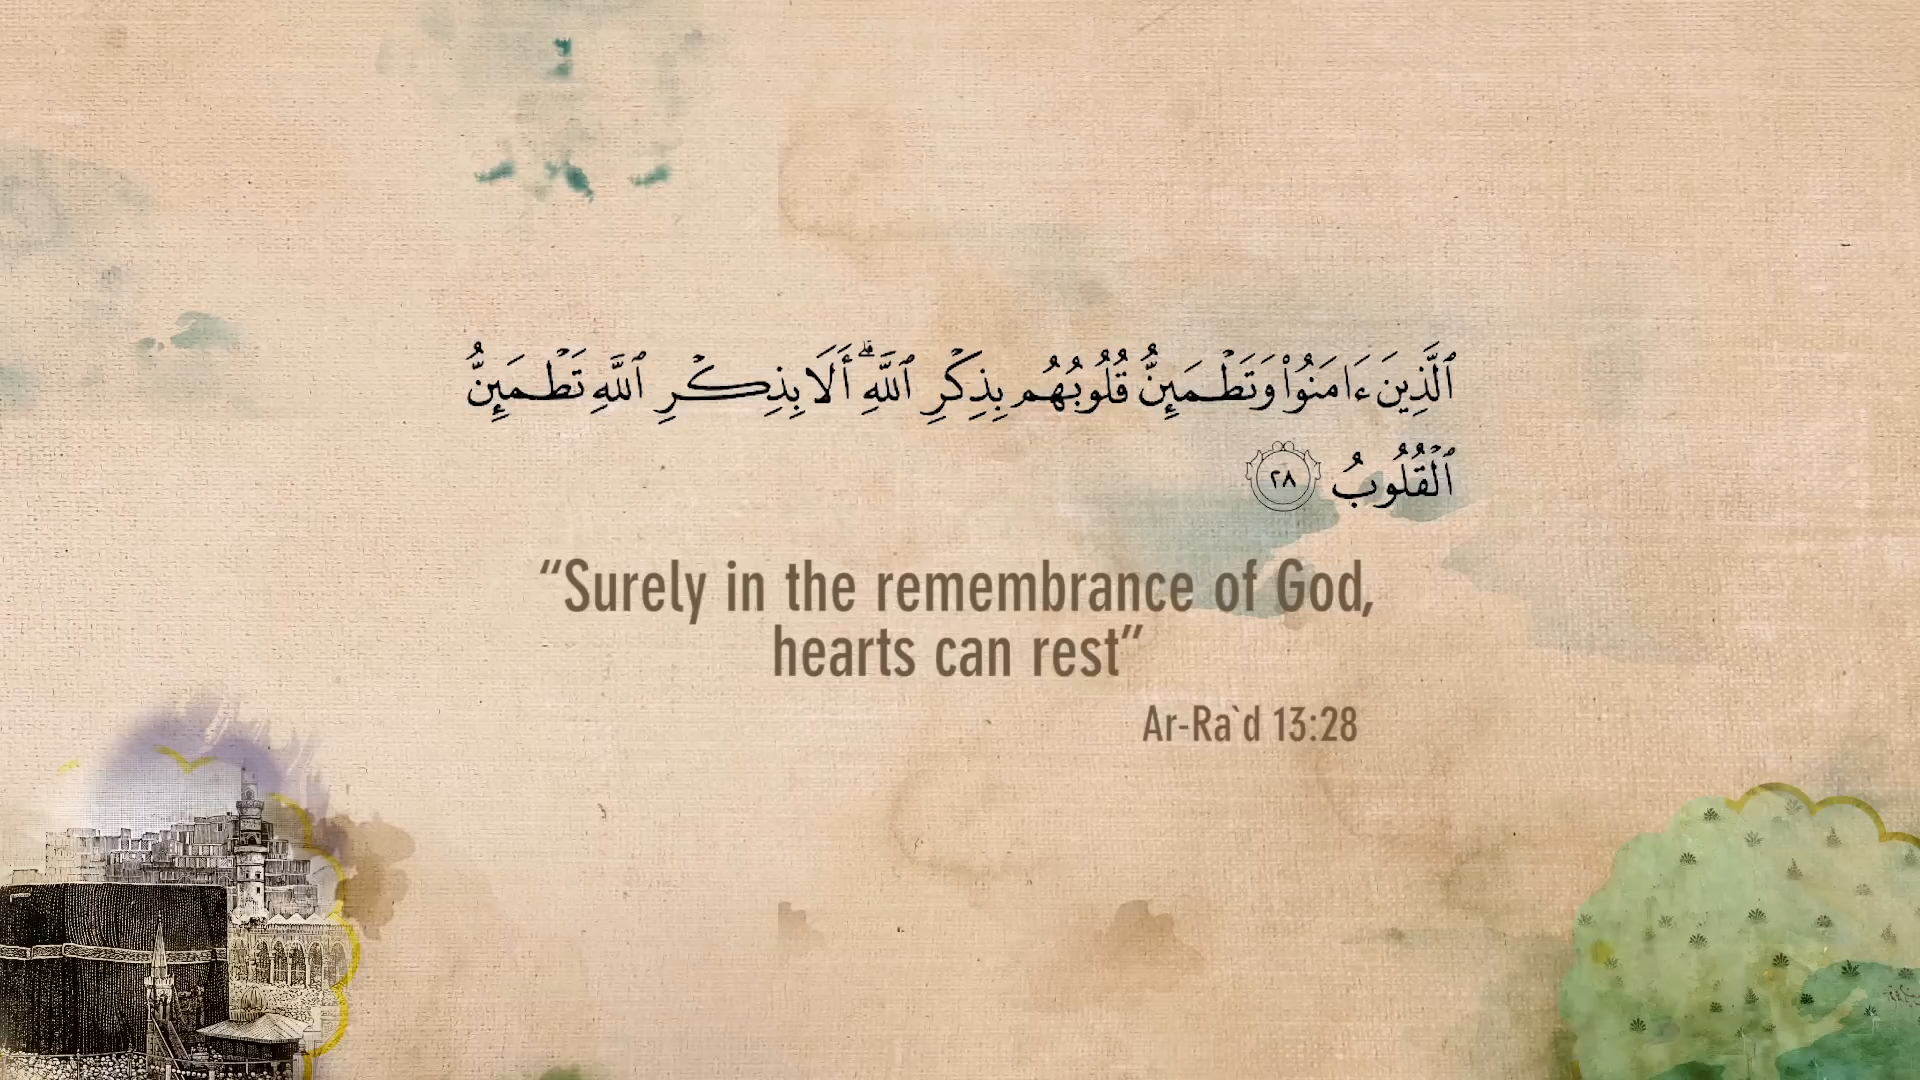 ٱلَّذِينَ ءَامَنُوا۟ وَتَطْمَئِنُّ قُلُوبُهُم بِذِكْرِ ٱللَّهِ ۗ أَلَا بِذِكْرِ ٱللَّهِ تَطْمَئِنُّ
ٱلْقُلُوبُ ٢٨
“Surely in the remembrance of God,
hearts can rest”
Ar-Ra`d 13:28